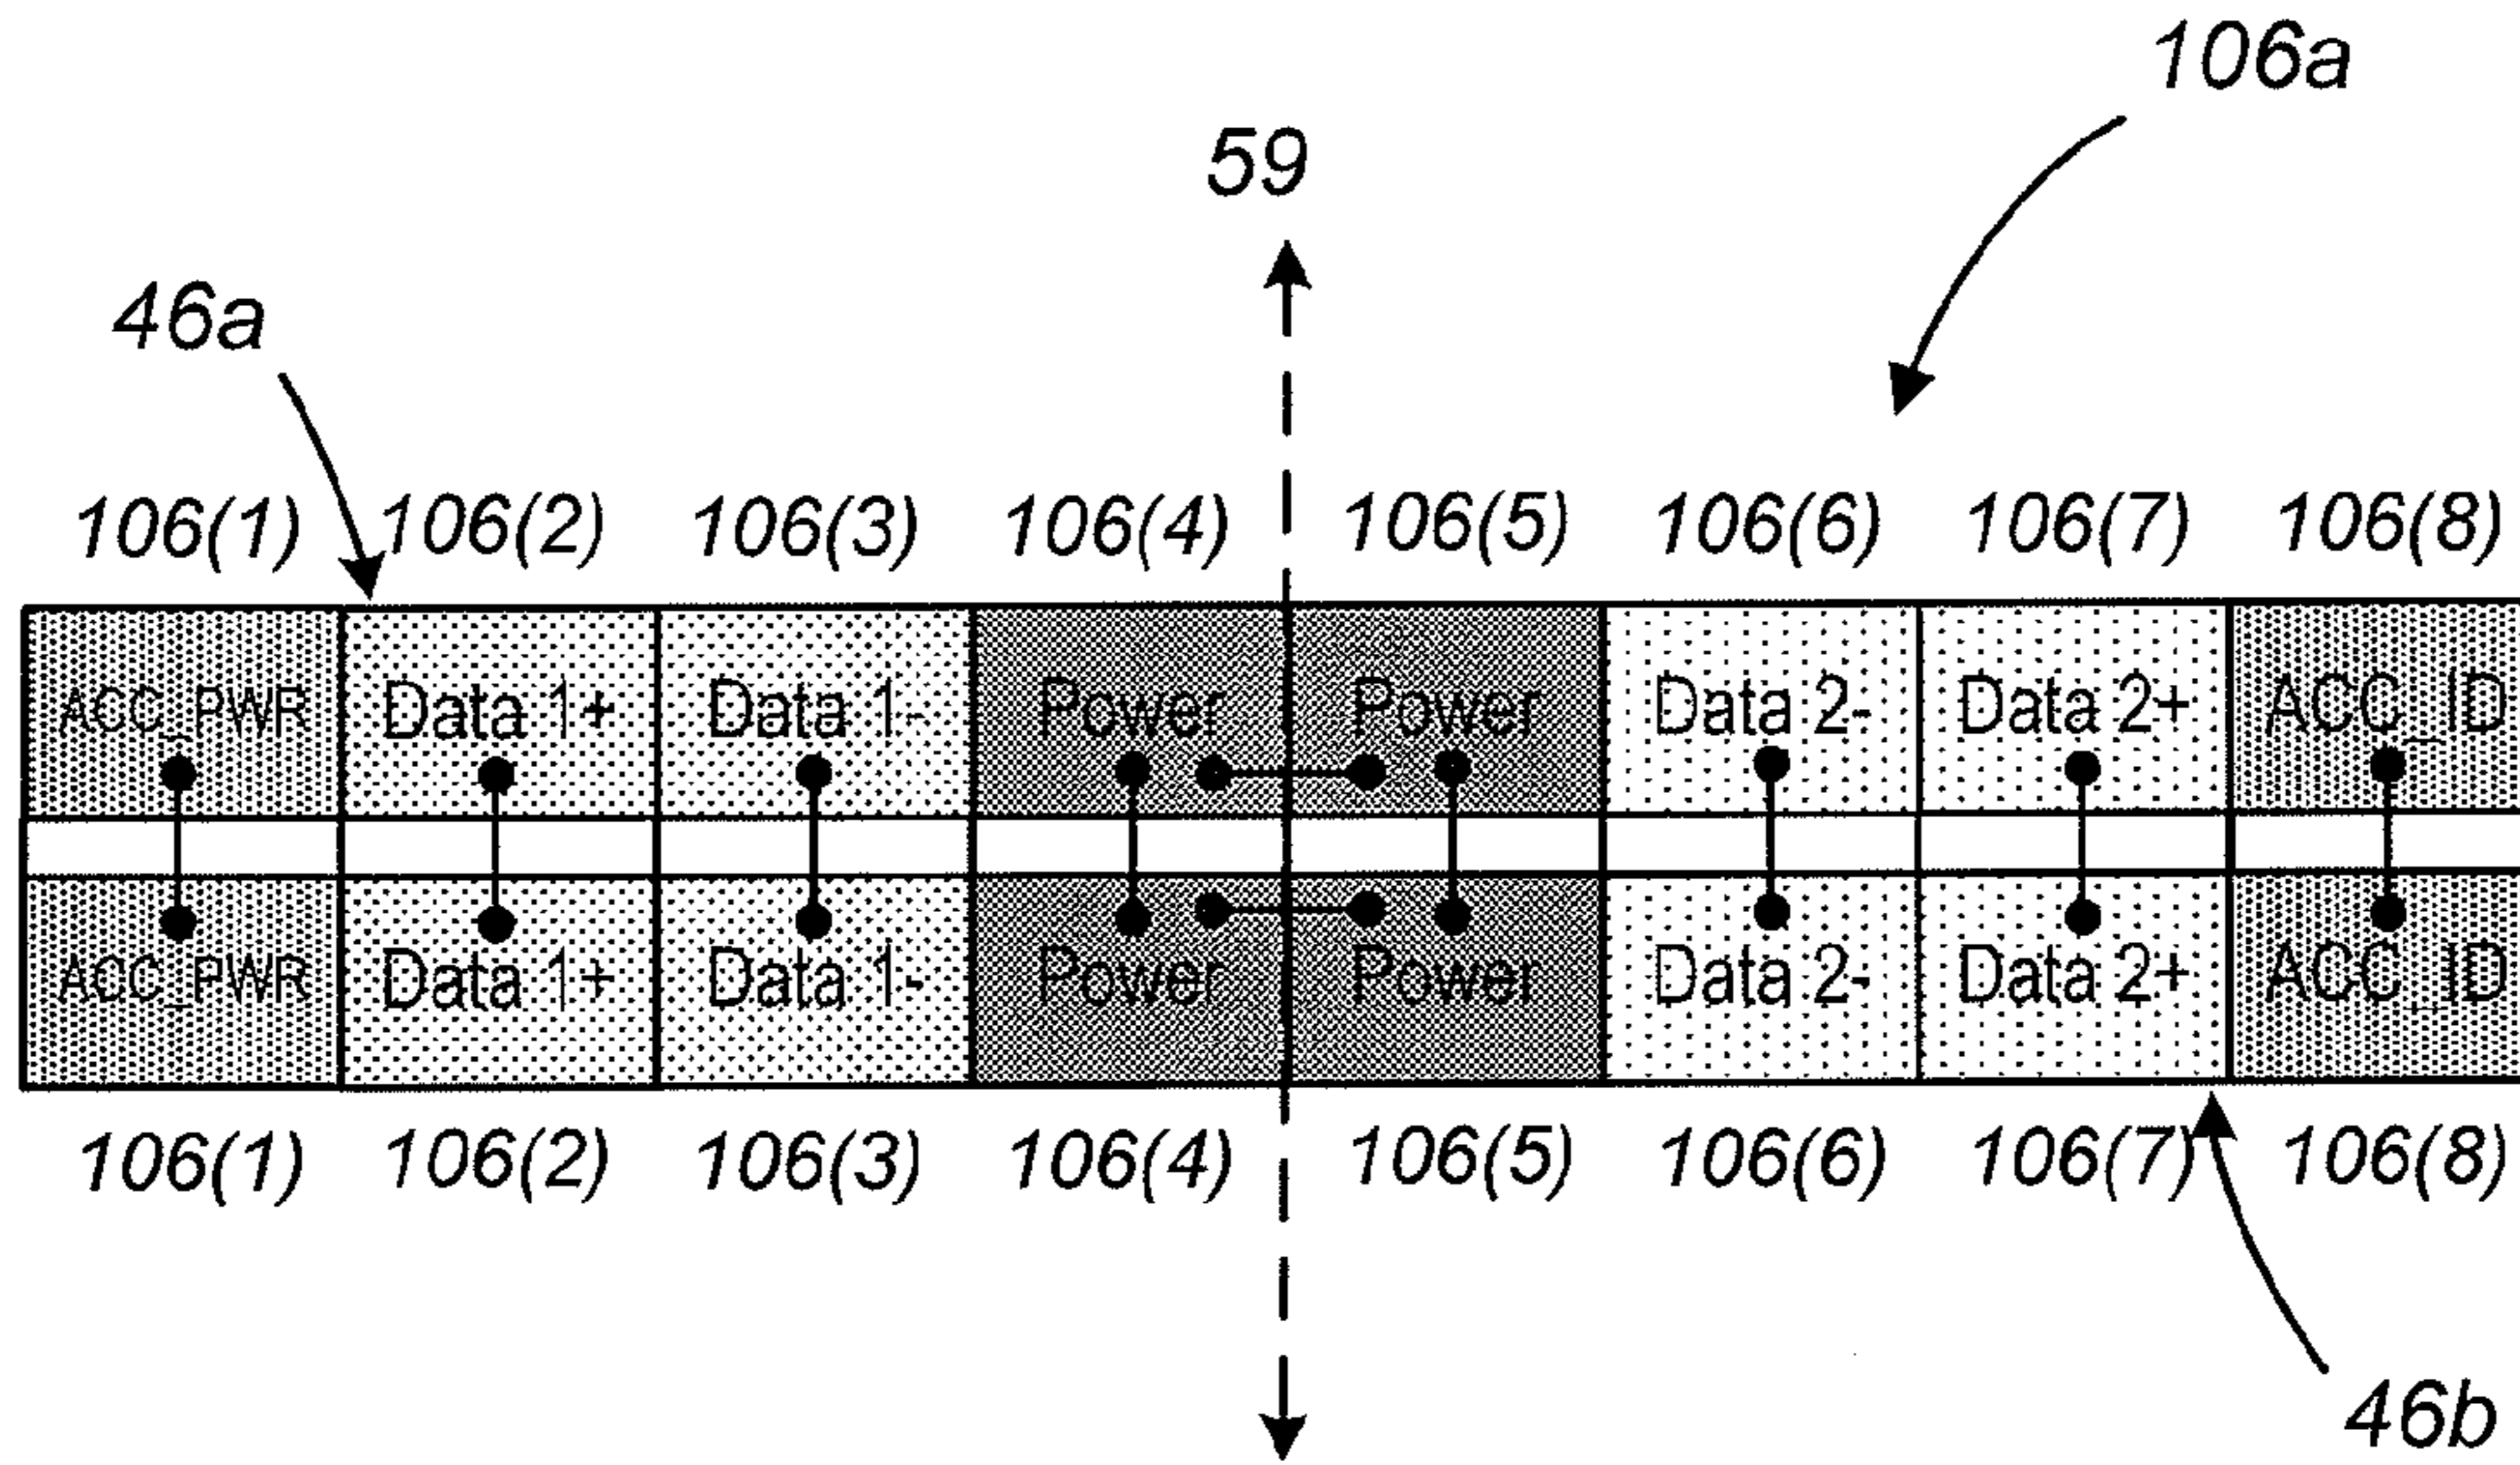 106a
59
46a
106(1) 106(2) 106(3) 106(4) 106(5) 106(6) 106(7) 106(8)
ACC_PWR Data 1+ Data 1- Power Power Data 2- Data 2+ ACC_ID
ACC_PWR Data 1+ Data 1- Power Power Data 2- Data 2+ ACC_ID
106(1) 106(2) 106(3) 106(4) 106(5) 106(6) 106(7) 106(8)
46b